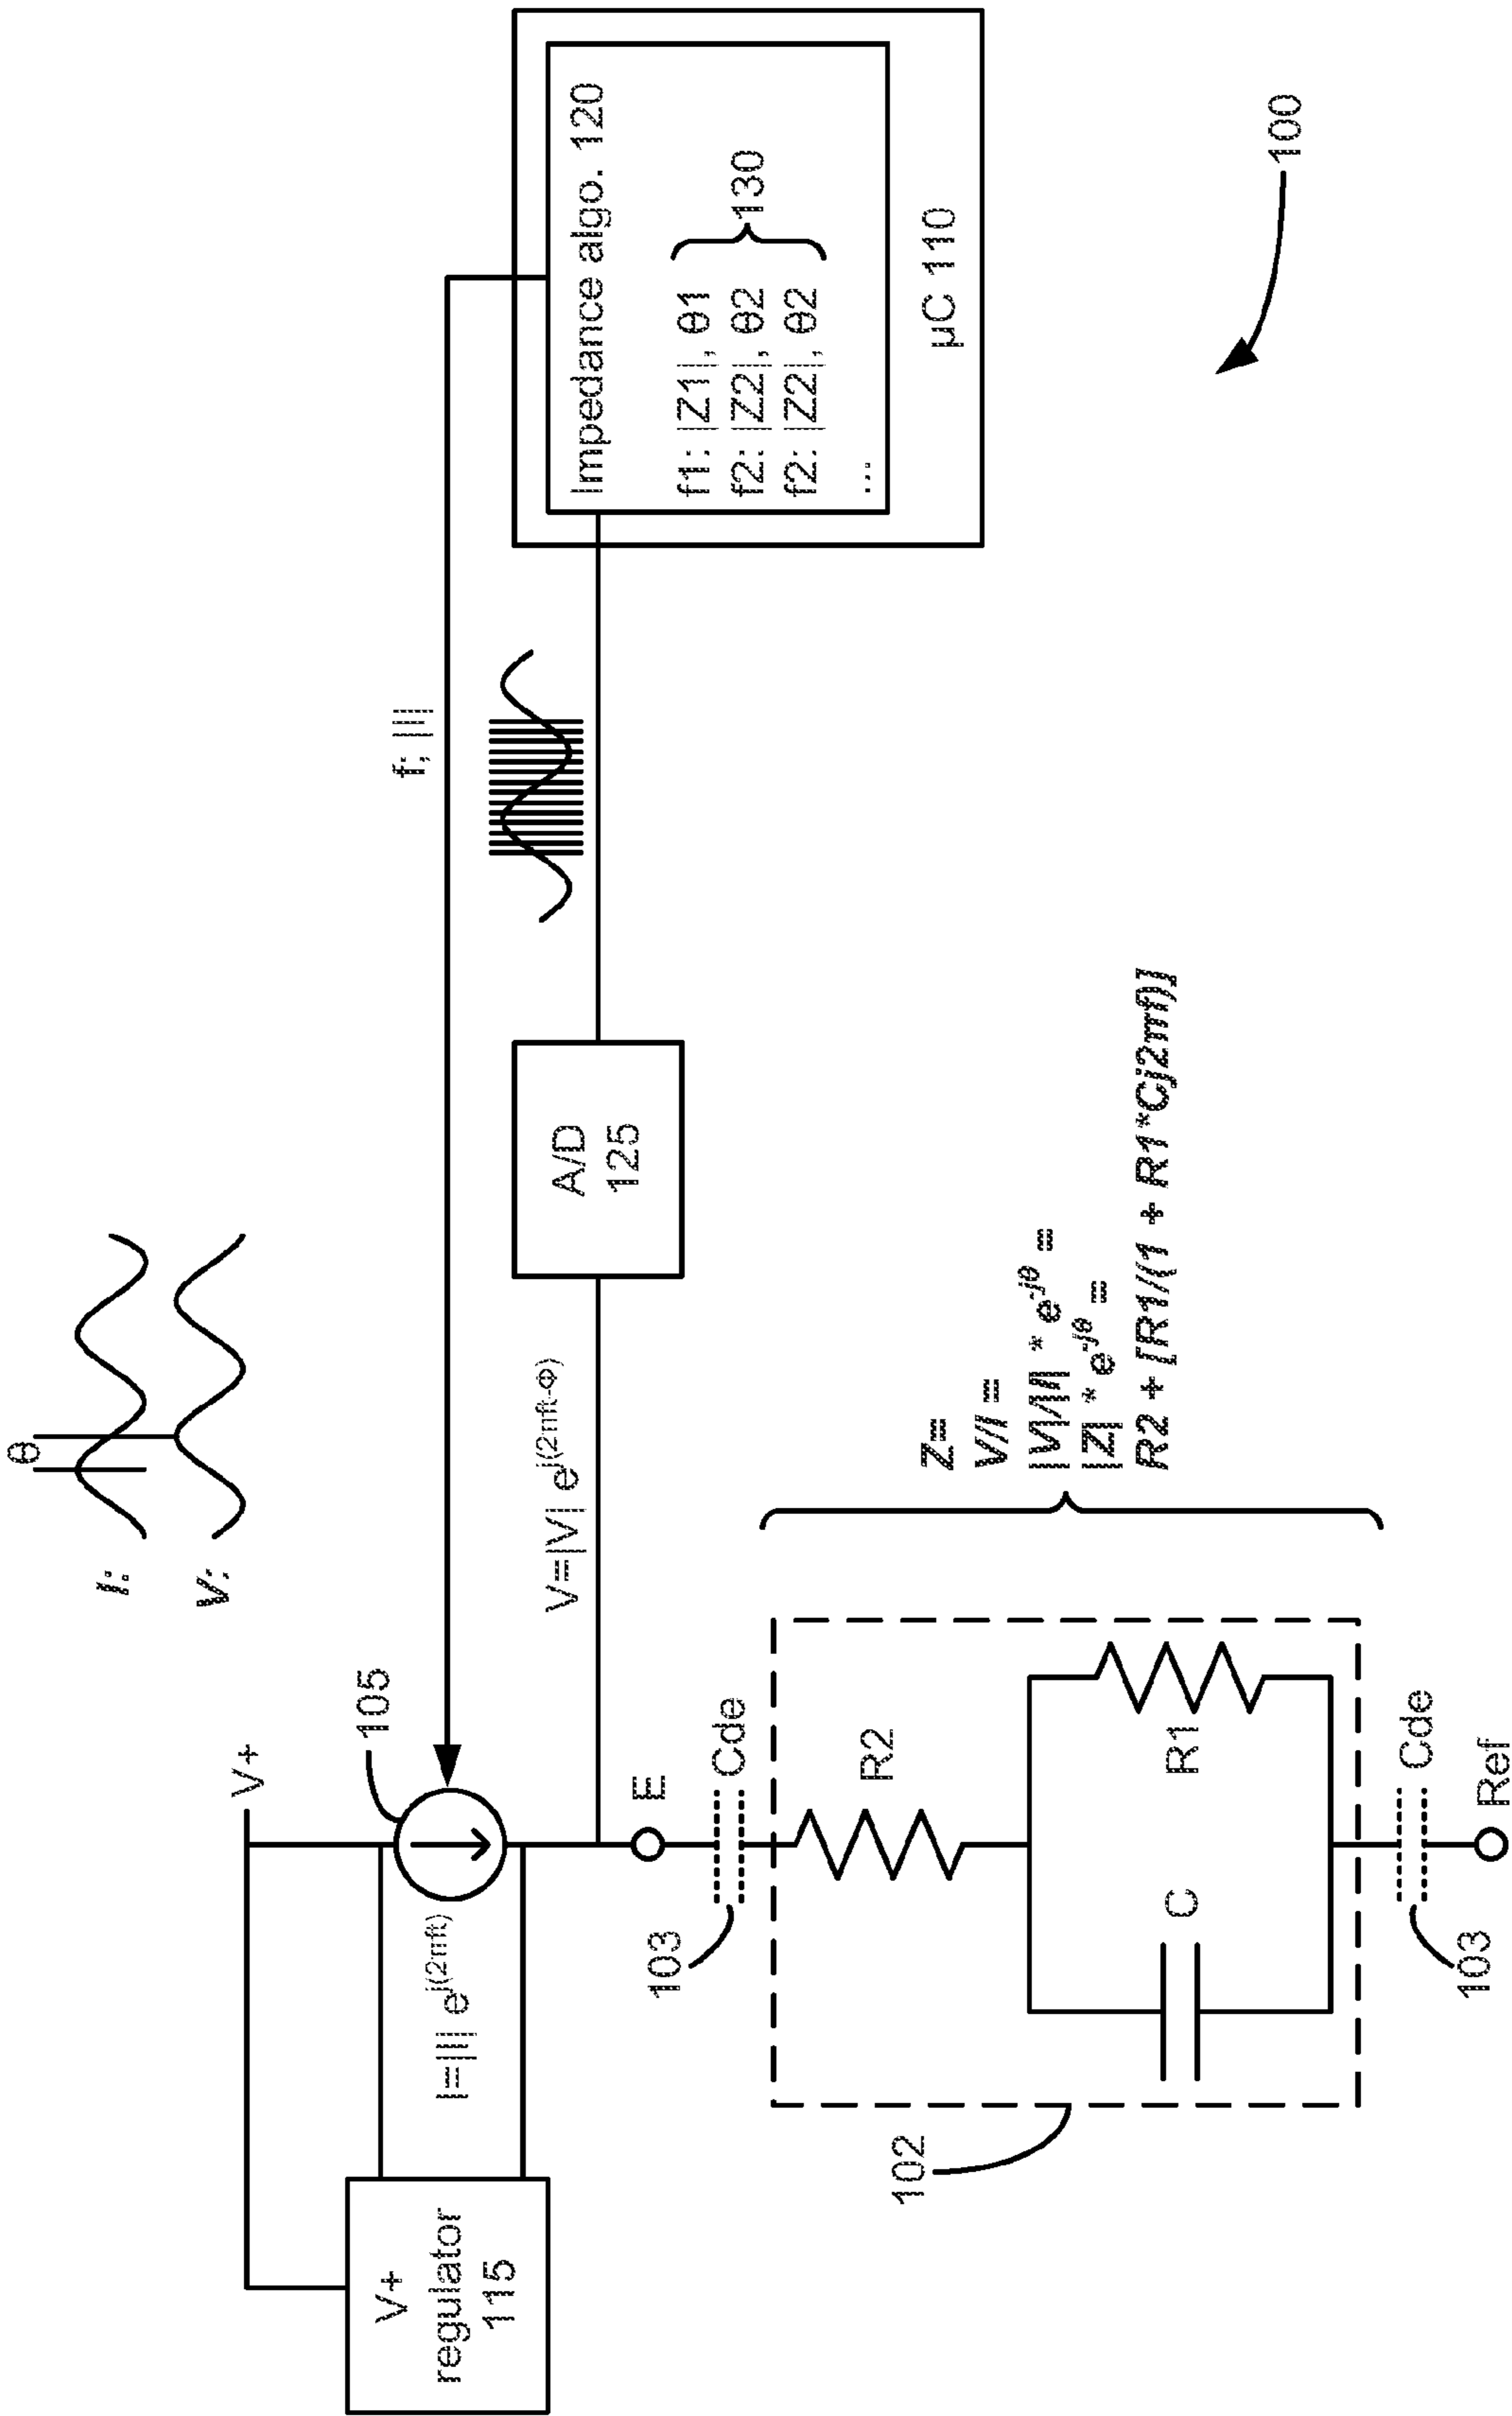 θ
I:
V:
V+
105
f; |I|
V+
regulator
115
I=|I| e^j(2πft)
V=|V| e^j(2πft-Φ)
A/D
125
Impedance algo. 120
f1: |Z1|, θ1
f2: |Z2|, θ2
f2: |Z2|, θ2
...
130
µC 110
E
103
Cde
R2
102
C
R1
Z=
V/I =
|V|/|I| * e^-jθ =
|Z| * e^-jθ =
R2 + [R1/(1 + R1*Cj2πf)]
100
103
Cde
Ref